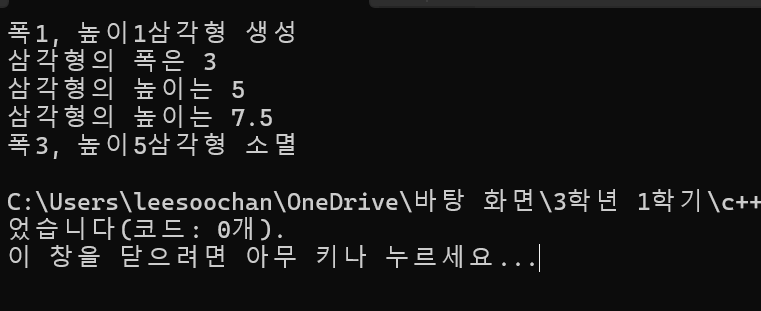 폭1, 높이1삼각형 생성
삼각형의 폭은 3
삼각형의 높이는 5
삼각형의 높이는 7.5
폭3, 높이5삼각형 소멸
C:\Users\leesoochan\OneDrive\바탕 화면\3학년 1학기\c++
었습니다(코드: 0개).
이 창을 닫으려면 아무 키나 누르세요...